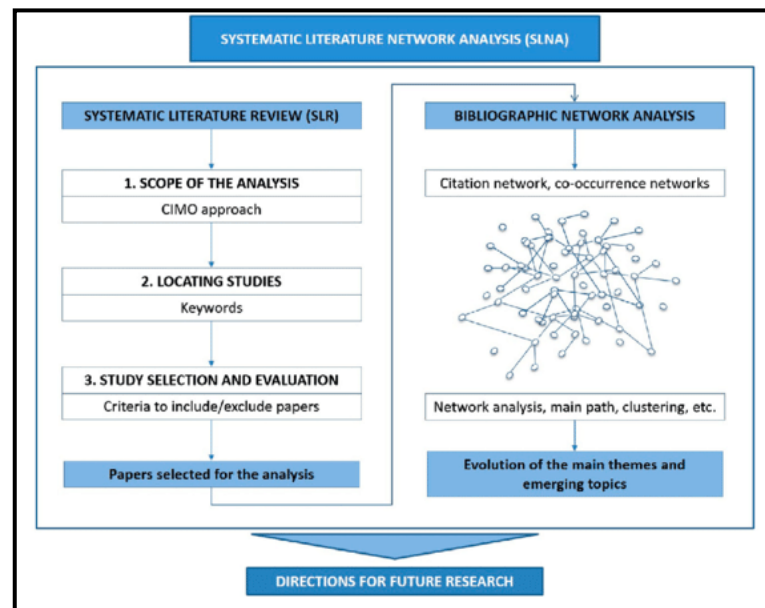 SYSTEMATIC LITERATURE NETWORK ANALYSIS (SLNA)
SYSTEMATIC LITERATURE REVIEW (SLR)
1. SCOPE OF THE ANALYSIS
CIMO approach
2. LOCATING STUDIES
Keywords
3. STUDY SELECTION AND EVALUATION
Criteria to include/exclude papers
Papers selected for the analysis
BIBLIOGRAPHIC NETWORK ANALYSIS
Citation network, co-occurrence networks
Network analysis, main path, clustering, etc.
Evolution of the main themes and
emerging topics
DIRECTIONS FOR FUTURE RESEARCH